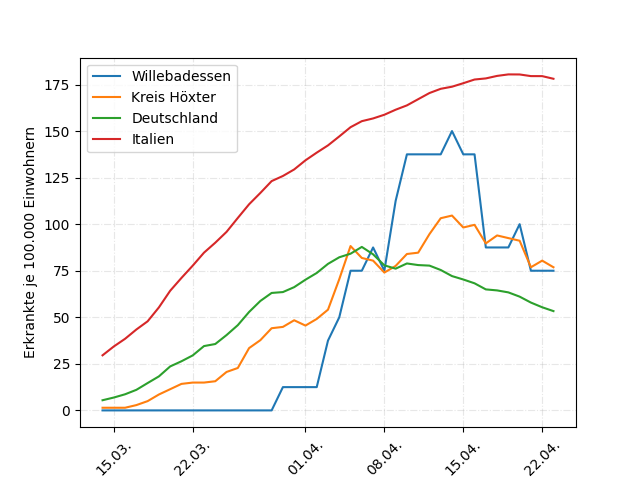 Willebadessen
Kreis Höxter
Deutschland
Italien
Erkrankte je 100.000 Einwohnern
175
150
125
100
75
50
25
0
15.03.
22.03.
01.04.
08.04.
15.04.
22.04.